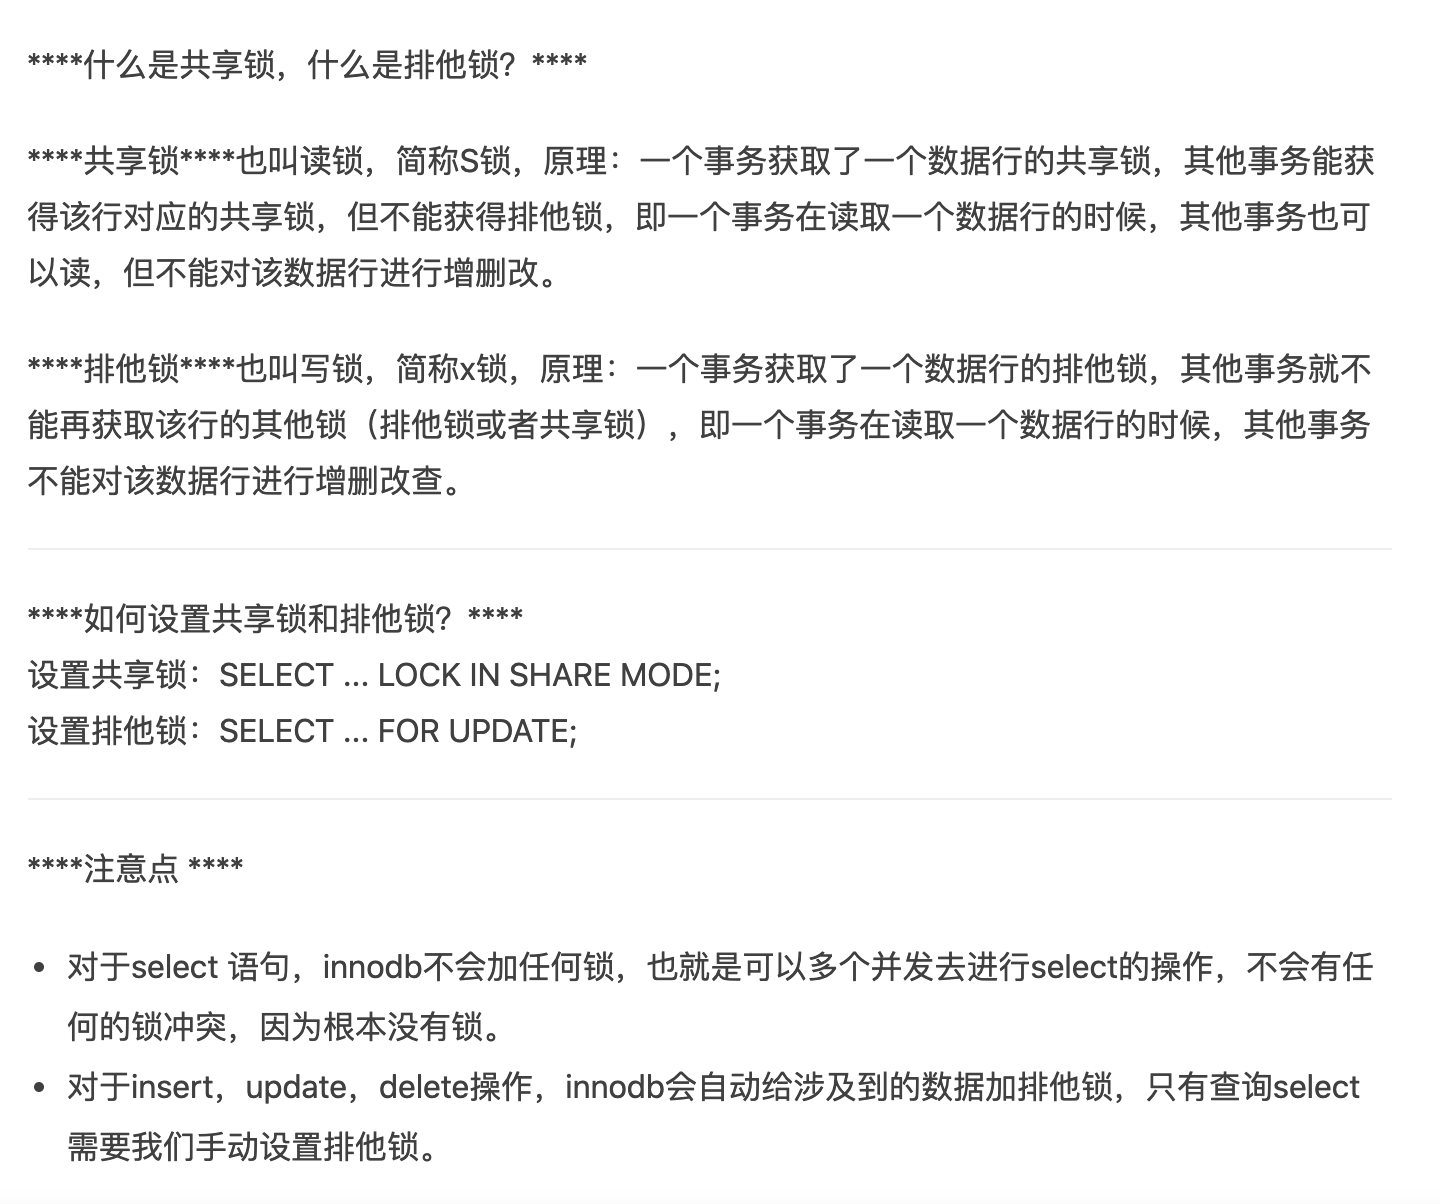 ****什么是共享锁，什么是排他锁？****
****共享锁****也叫读锁，简称S锁，原理：一个事务获取了一个数据行的共享锁，其他事务能获
得该行对应的共享锁，但不能获得排他锁，即一个事务在读取一个数据行的时候，其他事务也可
以读，但不能对该数据行进行增删改。
****排他锁****也叫写锁，简称x锁，原理：一个事务获取了一个数据行的排他锁，其他事务就不
能再获取该行的其他锁（排他锁或者共享锁），即一个事务在读取一个数据行的时候，其他事务
不能对该数据行进行增删改查。
****如何设置共享锁和排他锁？****
设置共享锁：SELECT ... LOCK IN SHARE MODE;
设置排他锁：SELECT ... FOR UPDATE;
****注意点 ****
• 对于select 语句，innodb不会加任何锁，也就是可以多个并发去进行select的操作，不会有任
何的锁冲突，因为根本没有锁。
• 对于insert，update，delete操作，innodb会自动给涉及到的数据加排他锁，只有查询select
需要我们手动设置排他锁。